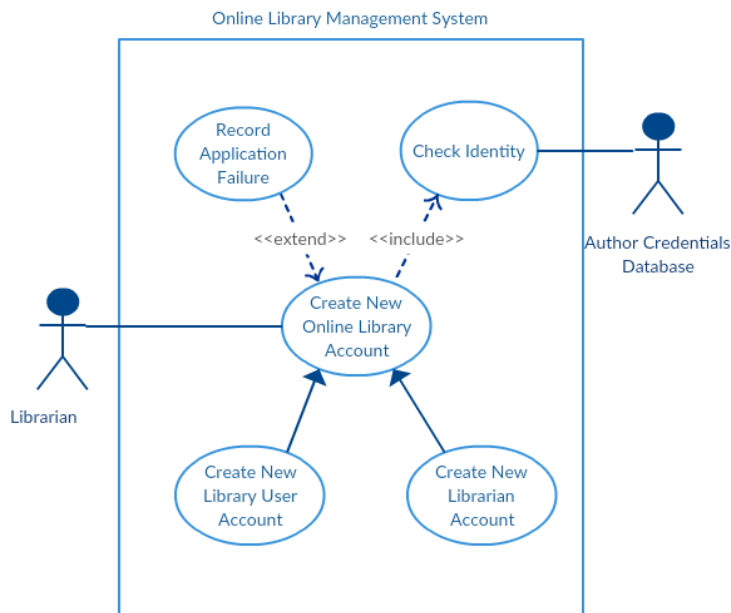 Online Library Management System
Record
Application
Failure
Check Identity
<<extend>>
<<include>>
Author Credentials
Database
Create New
Online Library
Account
Librarian
Create New
Library User
Account
Create New
Librarian
Account